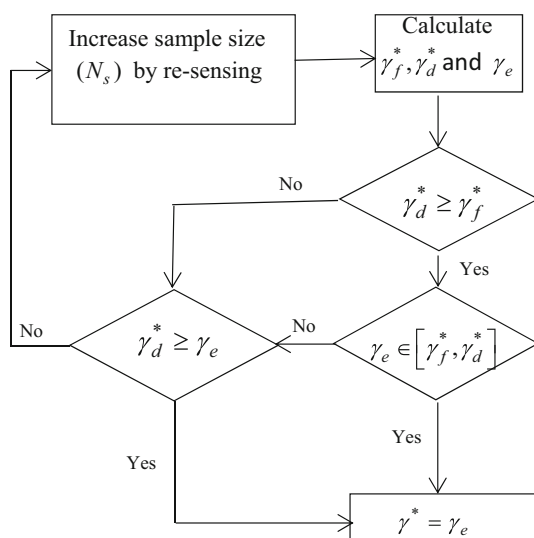 Increase sample size
(N_s) by re-sensing
Calculate
γ_f^*, γ_d^* and γ_e
No
γ_d^* ≥ γ_f^*
Yes
No
γ_d^* ≥ γ_e
No
γ_e ∈ [γ_f^*, γ_d^*]
Yes
Yes
γ^* = γ_e